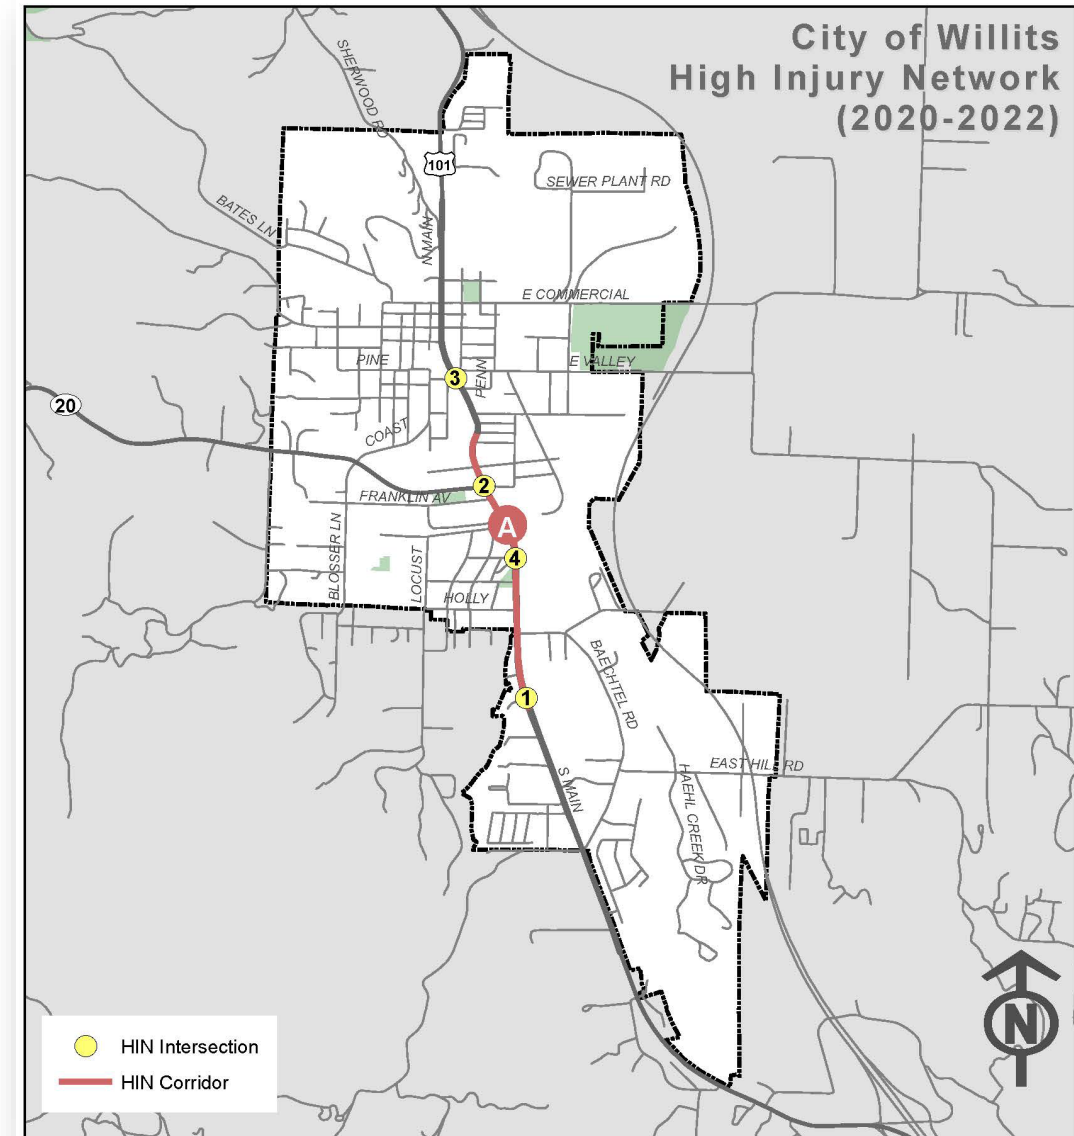 City of Willits
High Injury Network
(2020-2022)
SHERWOOD RD
101
SEWER PLANT RD
BATES LN
N MAIN
E COMMERCIAL
PINE
E VALLEY
3
PENN
20
COAST
2
FRANKLIN AV
A
BLOSSER LN
LOCUST
4
HOLLY
BAECHTEL RD
1
EAST HILL RD
S MAIN
HAEHL CREEK DR
N
HIN Intersection
HIN Corridor